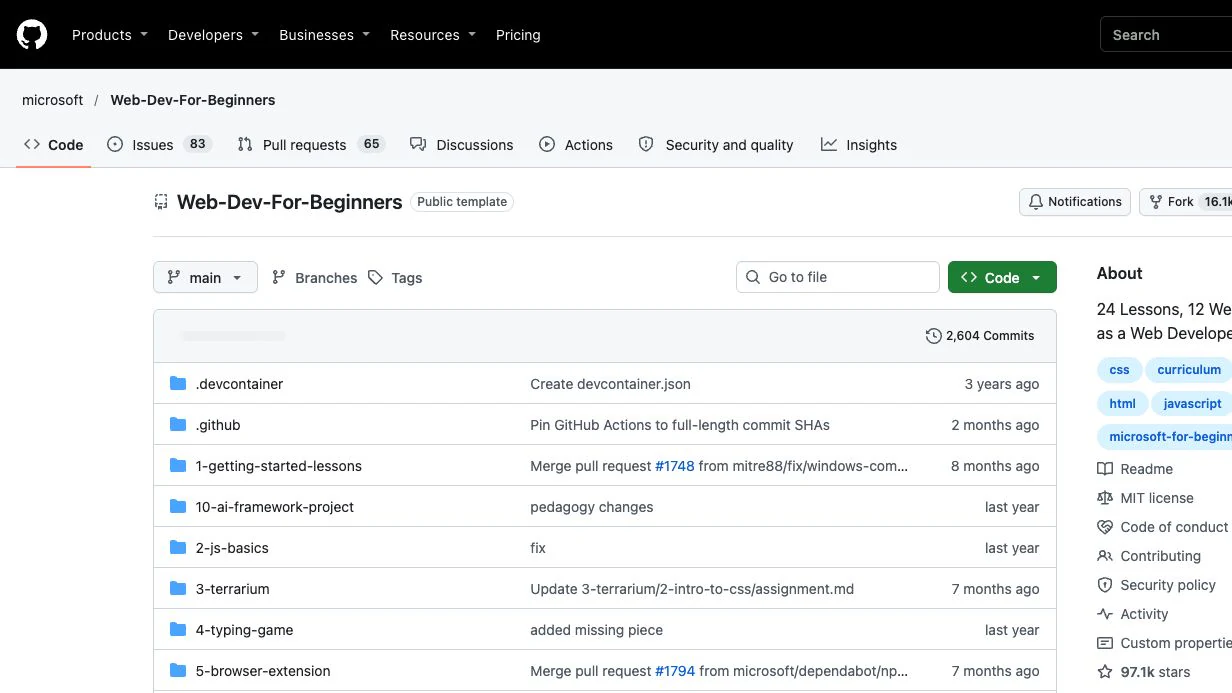 Products Developers Businesses Resources Pricing Search
microsoft / Web-Dev-For-Beginners
Code Issues 83 Pull requests 65 Discussions Actions Security and quality Insights
Web-Dev-For-Beginners Public template Notifications Fork 16.1k
main Branches Tags Go to file Code
About
24 Lessons, 12 We
as a Web Develope
css curriculum
html javascript
microsoft-for-beginn
Readme
MIT license
Code of conduct
Contributing
Security policy
Activity
Custom propertie
97.1k stars
2,604 Commits
.devcontainer Create devcontainer.json 3 years ago
.github Pin GitHub Actions to full-length commit SHAs 2 months ago
1-getting-started-lessons Merge pull request #1748 from mitre88/fix/windows-com... 8 months ago
10-ai-framework-project pedagogy changes last year
2-js-basics fix last year
3-terrarium Update 3-terrarium/2-intro-to-css/assignment.md 7 months ago
4-typing-game added missing piece last year
5-browser-extension Merge pull request #1794 from microsoft/dependabot/np... 7 months ago